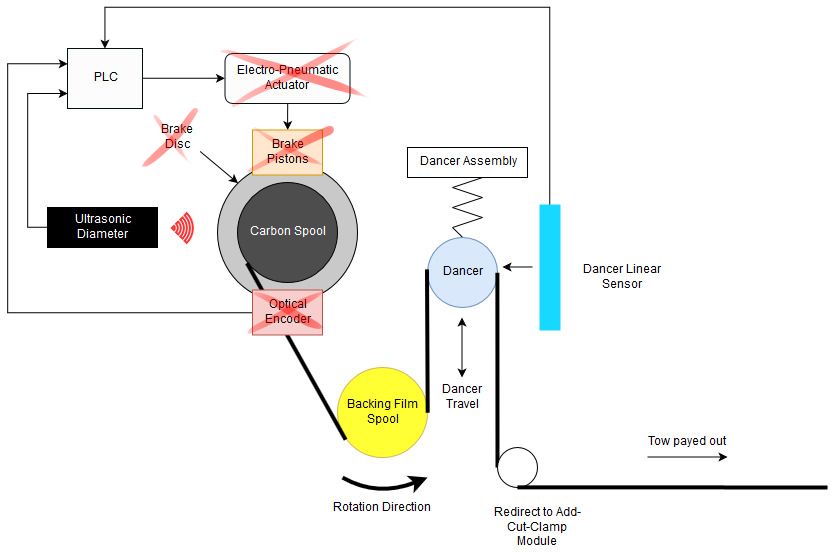 PLC
Electro-Pneumatic
Actuator
Brake
Disc
Brake
Pistons
Dancer Assembly
Ultrasonic
Diameter
Carbon Spool
Dancer
Dancer Linear
Sensor
Optical
Encoder
Backing Film
Spool
Dancer
Travel
Tow payed out
Rotation Direction
Redirect to Add-
Cut-Clamp
Module